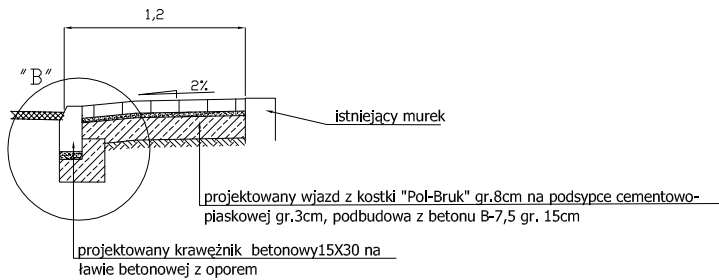 1,2
"B"
2%
istniejący murek
projektowany wjazd z kostki "Pol-Bruk" gr.8cm na podsypce cementowo-
piaskowej gr.3cm, podbudowa z betonu B-7,5 gr. 15cm
projektowany krawężnik betonowy15X30 na
ławie betonowej z oporem